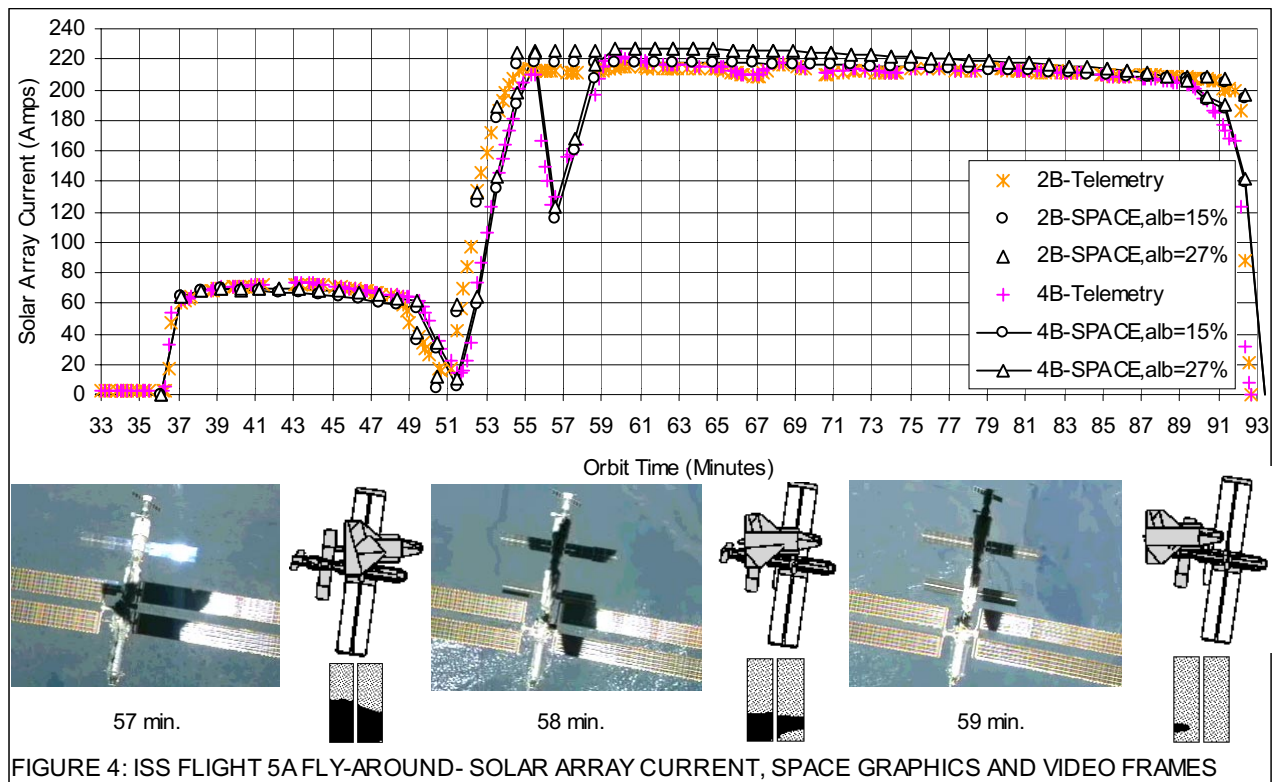 240
220
200
180
160
140
120
100
80
60
40
20
0
Solar Array Current (Amps)
2B-Telemetry
2B-SPACE,alb=15%
2B-SPACE,alb=27%
4B-Telemetry
4B-SPACE,alb=15%
4B-SPACE,alb=27%
33 35 37 39 41 43 45 47 49 51 53 55 57 59 61 63 65 67 69 71 73 75 77 79 81 83 85 87 89 91 93
Orbit Time (Minutes)
57 min.
58 min.
59 min.
FIGURE 4: ISS FLIGHT 5A FLY-AROUND- SOLAR ARRAY CURRENT, SPACE GRAPHICS AND VIDEO FRAMES